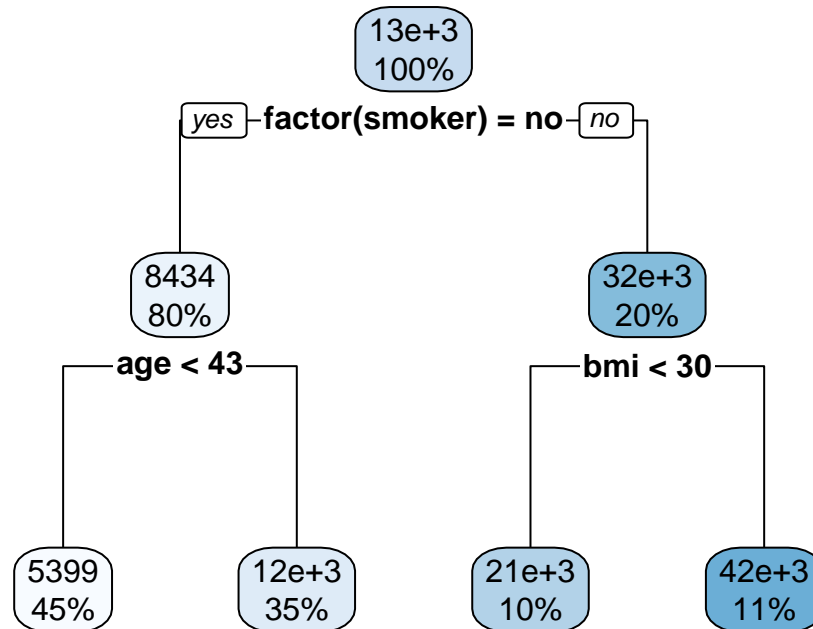 13e+3
100%
yes factor(smoker) = no no
8434
80%
32e+3
20%
age < 43
bmi < 30
5399
45%
12e+3
35%
21e+3
10%
42e+3
11%